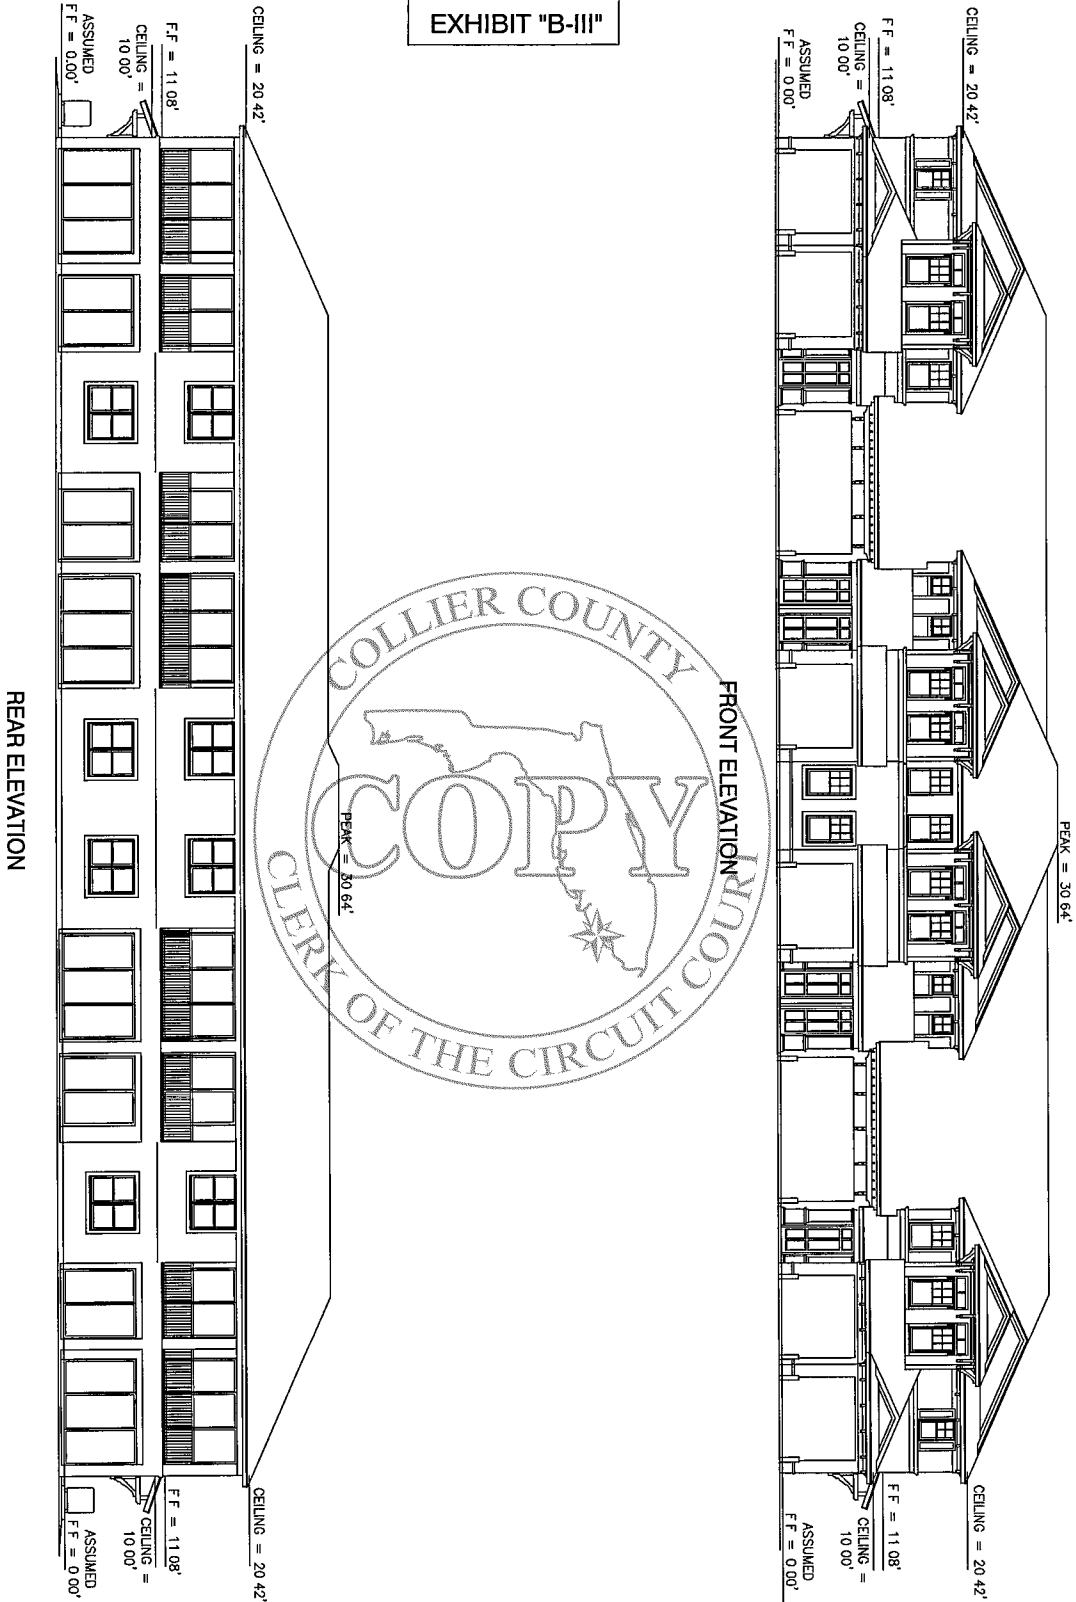 EXHIBIT "B-III"
PEAK = 30 64'
CEILING = 20 42'
F F = 11 08'
CEILING =
10 00'
ASSUMED
F F = 0 00'
CEILING = 20 42'
F F = 11 08'
CEILING =
10 00'
ASSUMED
F F = 0 00'
FRONT ELEVATION
PEAK = 30 64'
CEILING = 20 42'
F.F = 11 08'
CEILING =
10 00'
ASSUMED
F F = 0.00'
CEILING = 20 42'
F F = 11 08'
CEILING =
10 00'
ASSUMED
F F = 0 00'
REAR ELEVATION
COLLIER COUNTY
COPY
CLERK OF THE CIRCUIT COURT